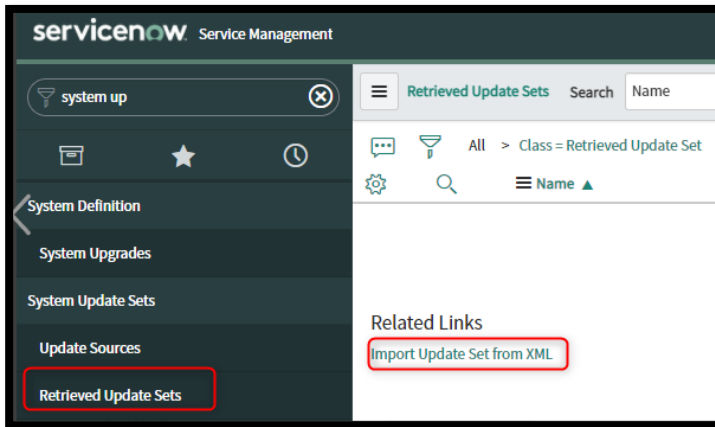 servicenow Service Management
system up
Retrieved Update Sets Search Name
All > Class = Retrieved Update Set
Name
System Definition
System Upgrades
System Update Sets
Update Sources
Retrieved Update Sets
Related Links
Import Update Set from XML